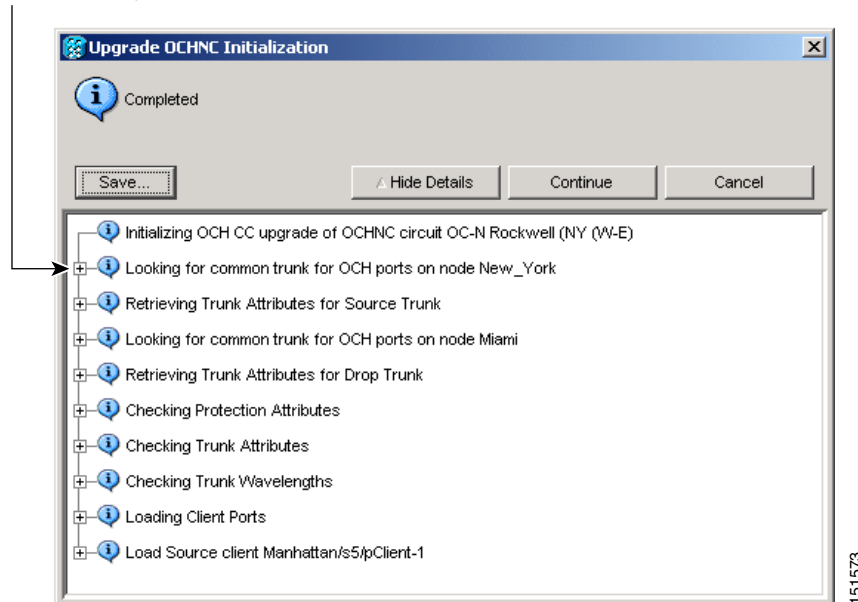 Upgrade OCHNC Initialization
Completed
Save...
Hide Details
Continue
Cancel
Initializing OCH CC upgrade of OCHNC circuit OC-N Rockwell (NY (W-E)
Looking for common trunk for OCH ports on node New_York
Retrieving Trunk Attributes for Source Trunk
Looking for common trunk for OCH ports on node Miami
Retrieving Trunk Attributes for Drop Trunk
Checking Protection Attributes
Checking Trunk Attributes
Checking Trunk Wavelengths
Loading Client Ports
Load Source client Manhattan/s5/pClient-1
151573